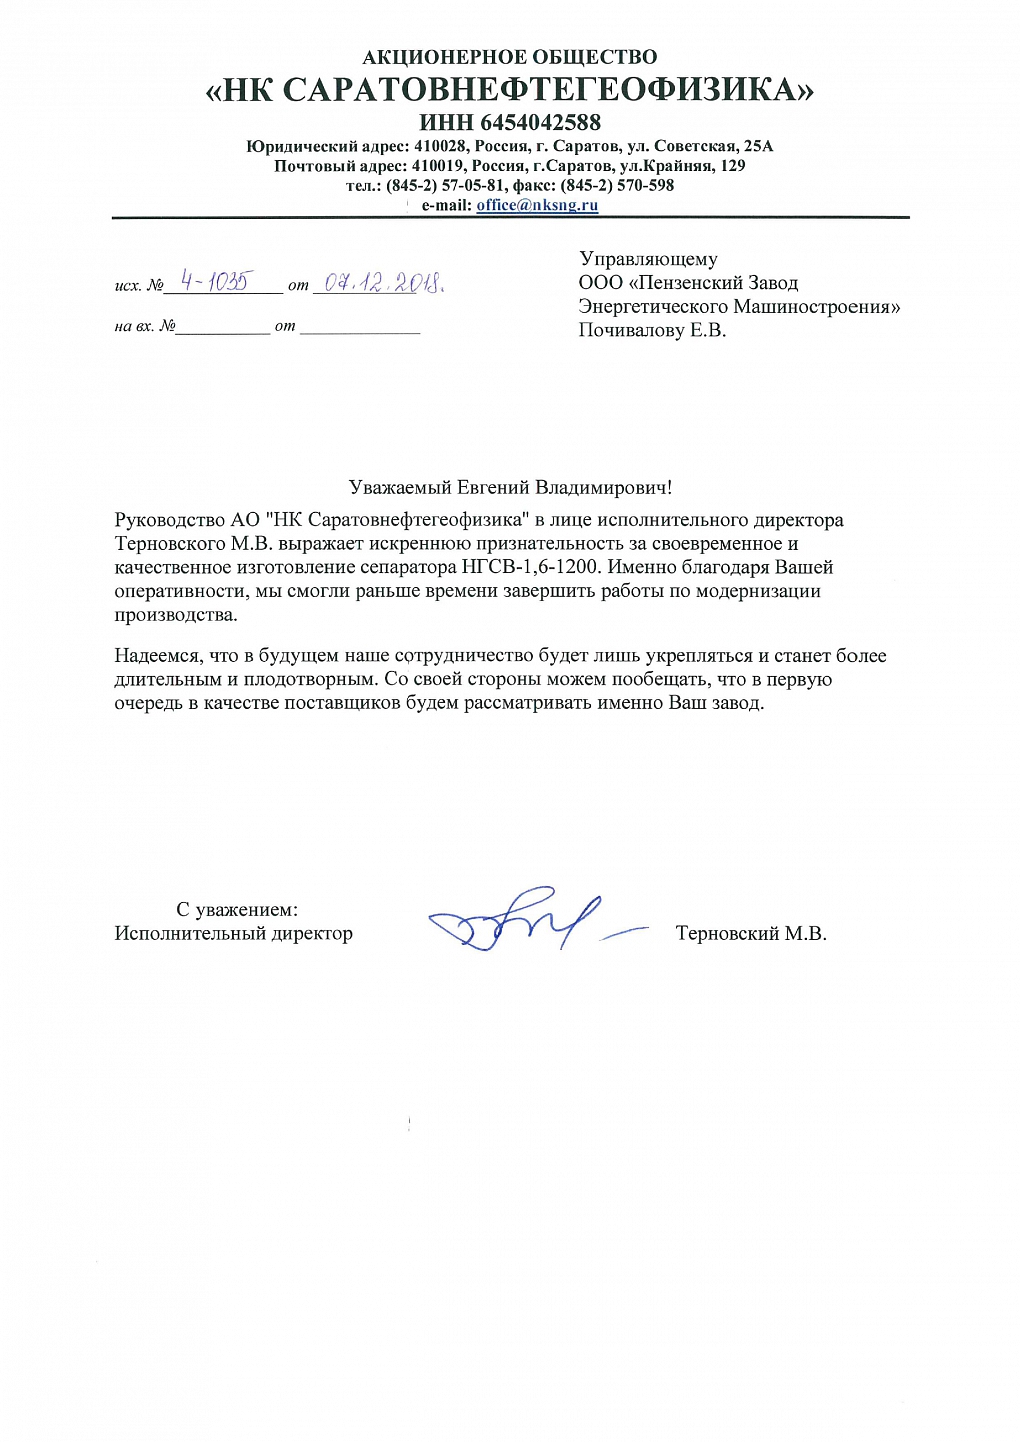 АКЦИОНЕРНОЕ ОБЩЕСТВО
«НК САРАТОВНЕФТЕГЕОФИЗИКА»
ИНН 6454042588
Юридический адрес: 410028, Россия, г. Саратов, ул. Советская, 25А
Почтовый адрес: 410019, Россия, г.Саратов, ул.Крайняя, 129
тел.: (845-2) 57-05-81, факс: (845-2) 570-598
e-mail: office@nksng.ru
исх. № 4-1035 от 07.12.2018.
на вх. №___________ от ______________
Управляющему
ООО «Пензенский Завод
Энергетического Машиностроения»
Почивалову Е.В.
Уважаемый Евгений Владимирович!
Руководство АО "НК Саратовнефтегеофизика" в лице исполнительного директора
Терновского М.В. выражает искреннюю признательность за своевременное и
качественное изготовление сепаратора НГСВ-1,6-1200. Именно благодаря Вашей
оперативности, мы смогли раньше времени завершить работы по модернизации
производства.
Надеемся, что в будущем наше сотрудничество будет лишь укрепляться и станет более
длительным и плодотворным. Со своей стороны можем пообещать, что в первую
очередь в качестве поставщиков будем рассматривать именно Ваш завод.
С уважением:
Исполнительный директор Терновский М.В.